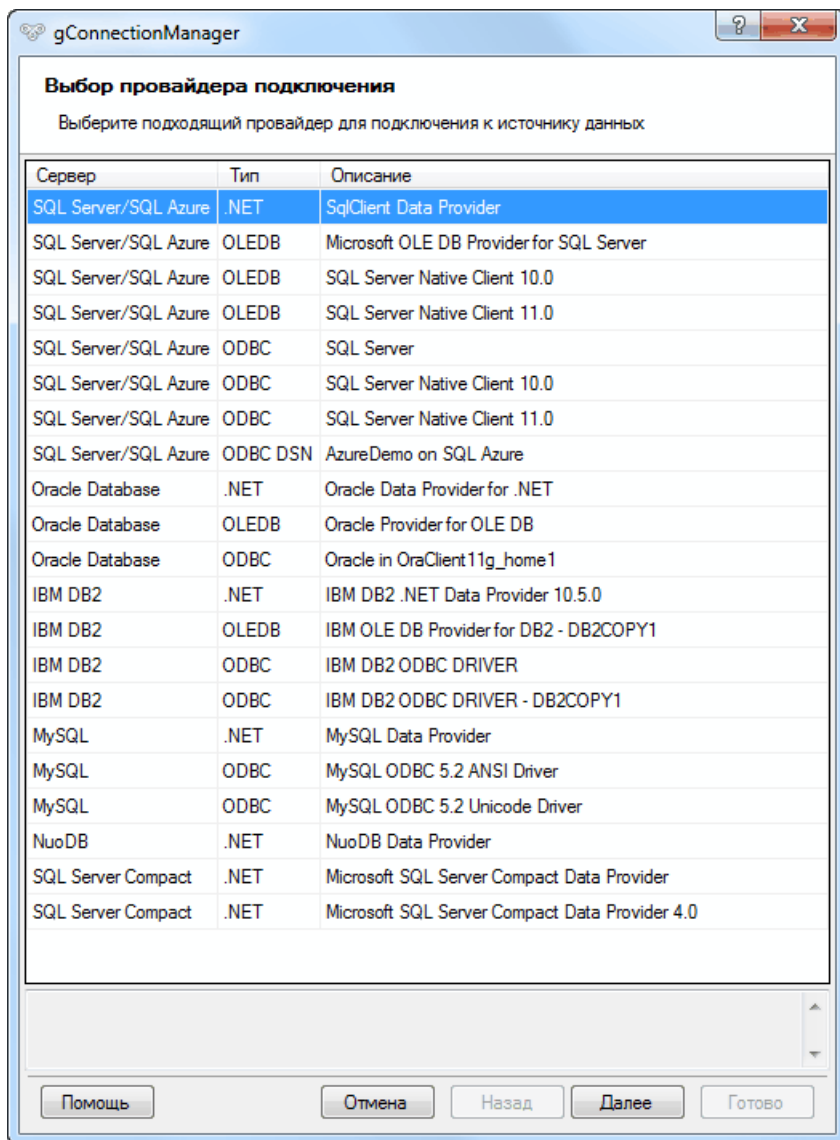 gConnectionManager
Выбор провайдера подключения
Выберите подходящий провайдер для подключения к источнику данных
Сервер Тип Описание
SQL Server/SQL Azure .NET SqlClient Data Provider
SQL Server/SQL Azure OLEDB Microsoft OLE DB Provider for SQL Server
SQL Server/SQL Azure OLEDB SQL Server Native Client 10.0
SQL Server/SQL Azure OLEDB SQL Server Native Client 11.0
SQL Server/SQL Azure ODBC SQL Server
SQL Server/SQL Azure ODBC SQL Server Native Client 10.0
SQL Server/SQL Azure ODBC SQL Server Native Client 11.0
SQL Server/SQL Azure ODBC DSN AzureDemo on SQL Azure
Oracle Database .NET Oracle Data Provider for .NET
Oracle Database OLEDB Oracle Provider for OLE DB
Oracle Database ODBC Oracle in OraClient11g_home1
IBM DB2 .NET IBM DB2 .NET Data Provider 10.5.0
IBM DB2 OLEDB IBM OLE DB Provider for DB2 - DB2COPY1
IBM DB2 ODBC IBM DB2 ODBC DRIVER
IBM DB2 ODBC IBM DB2 ODBC DRIVER - DB2COPY1
MySQL .NET MySQL Data Provider
MySQL ODBC MySQL ODBC 5.2 ANSI Driver
MySQL ODBC MySQL ODBC 5.2 Unicode Driver
NuoDB .NET NuoDB Data Provider
SQL Server Compact .NET Microsoft SQL Server Compact Data Provider
SQL Server Compact .NET Microsoft SQL Server Compact Data Provider 4.0
Помощь Отмена Назад Далее Готово